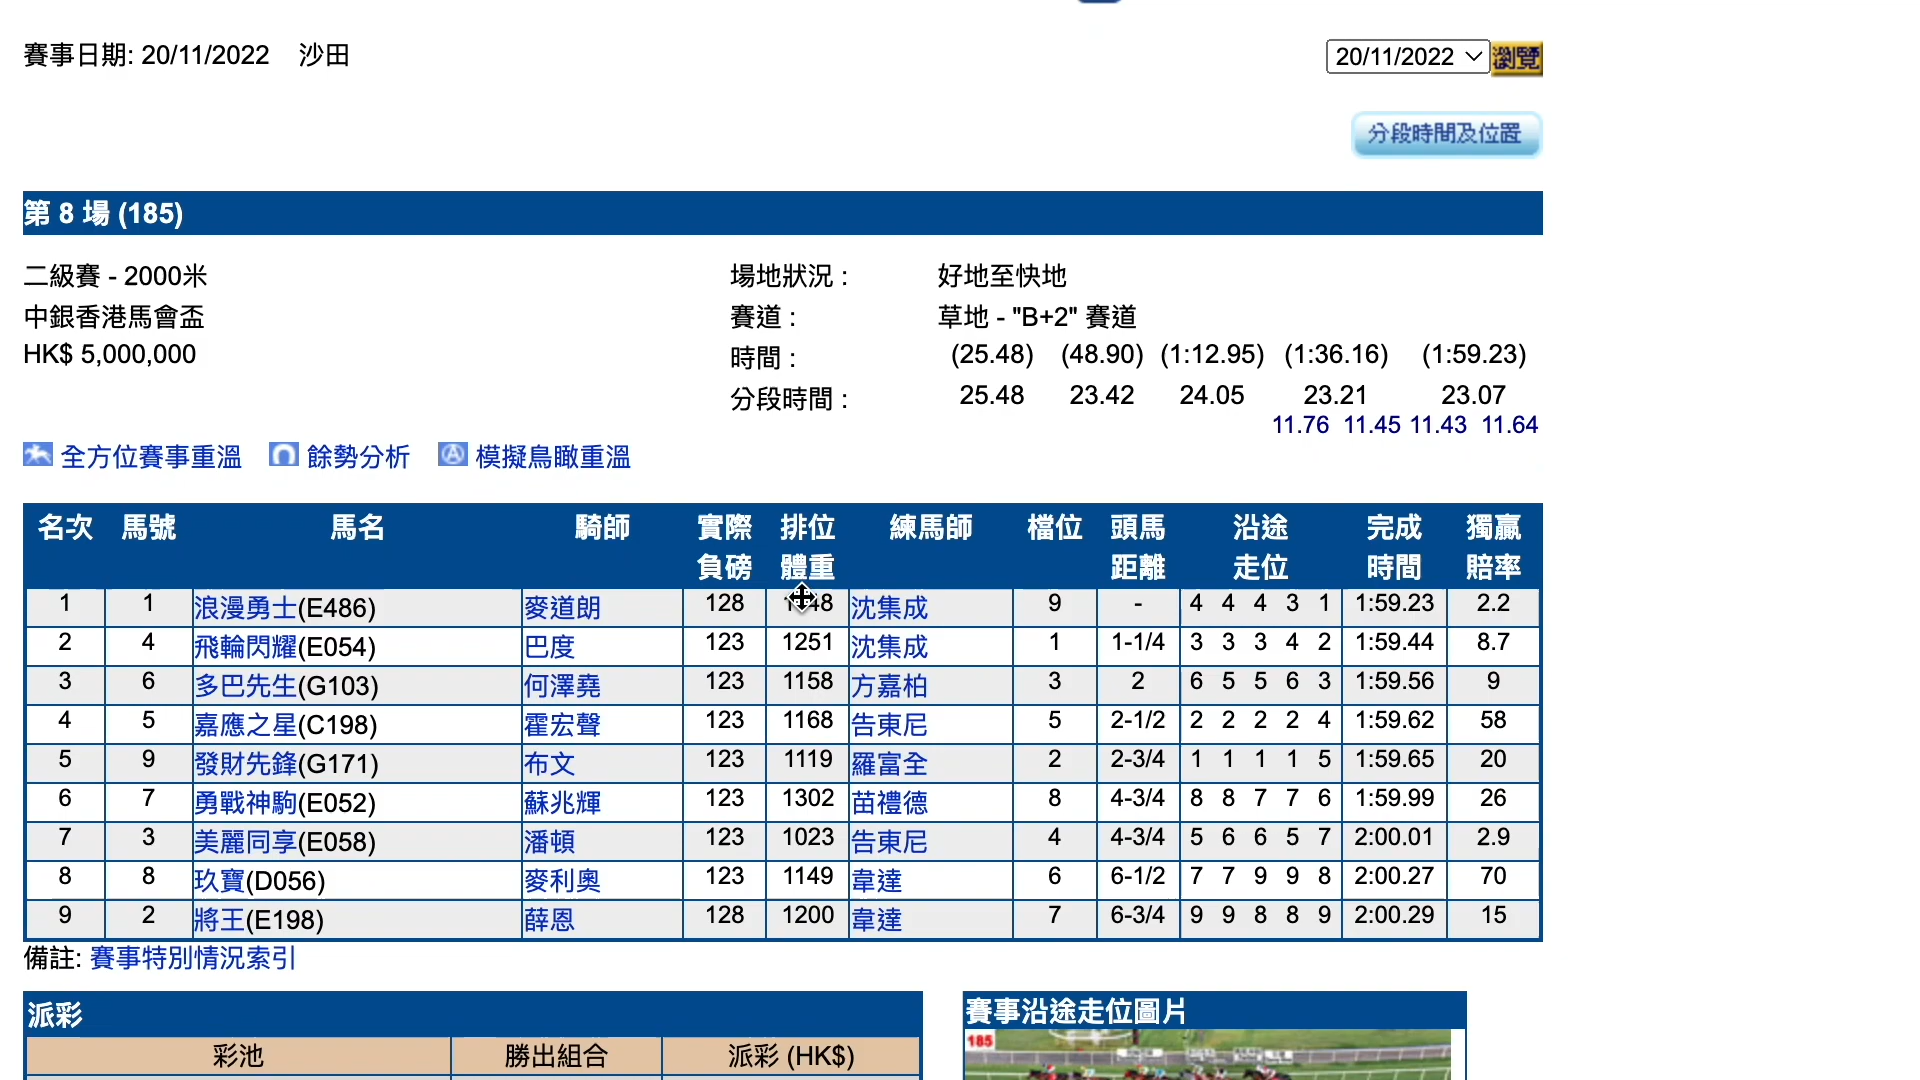 賽事日期: 20/11/2022 沙田
20/11/2022 瀏覽
分段時間及位置
第 8 場 (185)
二級賽 - 2000米 場地狀況 : 好地至快地
中銀香港馬會盃 賽道 : 草地 - "B+2" 賽道
HK$ 5,000,000 時間 : (25.48) (48.90) (1:12.95) (1:36.16) (1:59.23)
分段時間 : 25.48 23.42 24.05 23.21 23.07
11.76 11.45 11.43 11.64
全方位賽事重溫 餘勢分析 模擬鳥瞰重溫
名次 馬號 馬名 騎師 實際負磅 排位體重 練馬師 檔位 頭馬距離 沿途走位 完成時間 獨贏賠率
1 1 浪漫勇士(E486) 麥道朗 128 沈集成 9 - 4 4 4 3 1 1:59.23 2.2
2 4 飛輪閃耀(E054) 巴度 123 1251 沈集成 1 1-1/4 3 3 3 4 2 1:59.44 8.7
3 6 多巴先生(G103) 何澤堯 123 1158 方嘉柏 3 2 6 5 5 6 3 1:59.56 9
4 5 嘉應之星(C198) 霍宏聲 123 1168 告東尼 5 2-1/2 2 2 2 2 4 1:59.62 58
5 9 發財先鋒(G171) 布文 123 1119 羅富全 2 2-3/4 1 1 1 1 5 1:59.65 20
6 7 勇戰神駒(E052) 蘇兆輝 123 1302 苗禮德 8 4-3/4 8 8 7 7 6 1:59.99 26
7 3 美麗同享(E058) 潘頓 123 1023 告東尼 4 4-3/4 5 6 6 5 7 2:00.01 2.9
8 8 玖寶(D056) 麥利奧 123 1149 韋達 6 6-1/2 7 7 9 9 8 2:00.27 70
9 2 將王(E198) 薛恩 128 1200 韋達 7 6-3/4 9 9 8 8 9 2:00.29 15
備註: 賽事特別情況索引
派彩 賽事沿途走位圖片
彩池 勝出組合 派彩 (HK$)
185